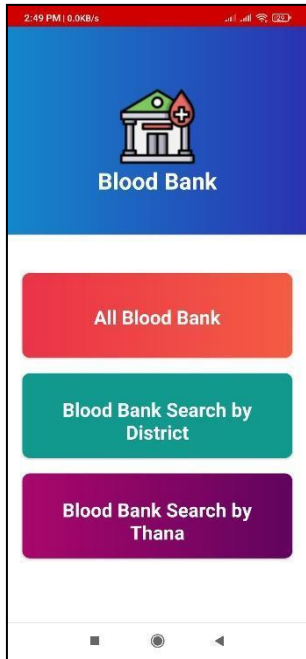 2:49 PM | 0.0KB/s
Blood Bank
All Blood Bank
Blood Bank Search by
District
Blood Bank Search by
Thana